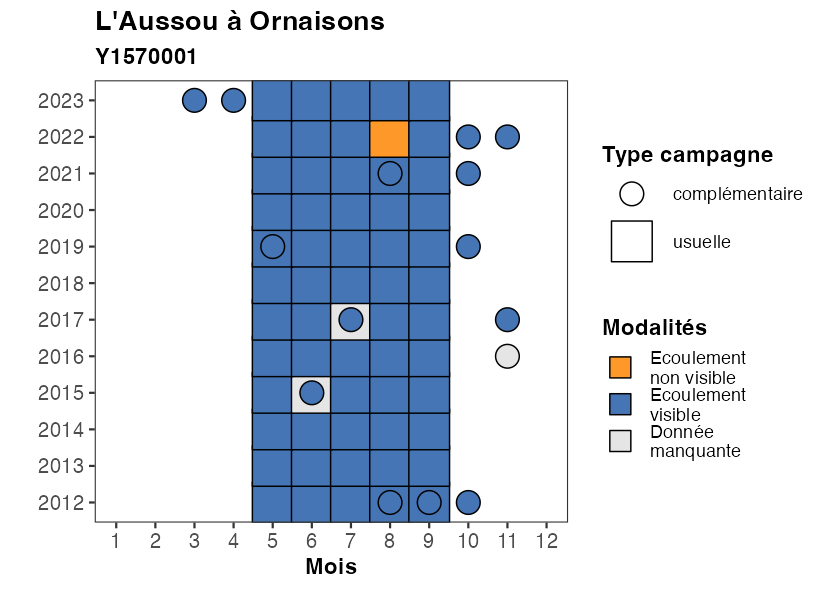 L'Aussou à Ornaisons
Y1570001
2023
2022
2021
2020
2019
2018
2017
2016
2015
2014
2013
2012
1 2 3 4 5 6 7 8 9 10 11 12
Mois
Type campagne
complémentaire
usuelle
Modalités
Ecoulement
non visible
Ecoulement
visible
Donnée
manquante